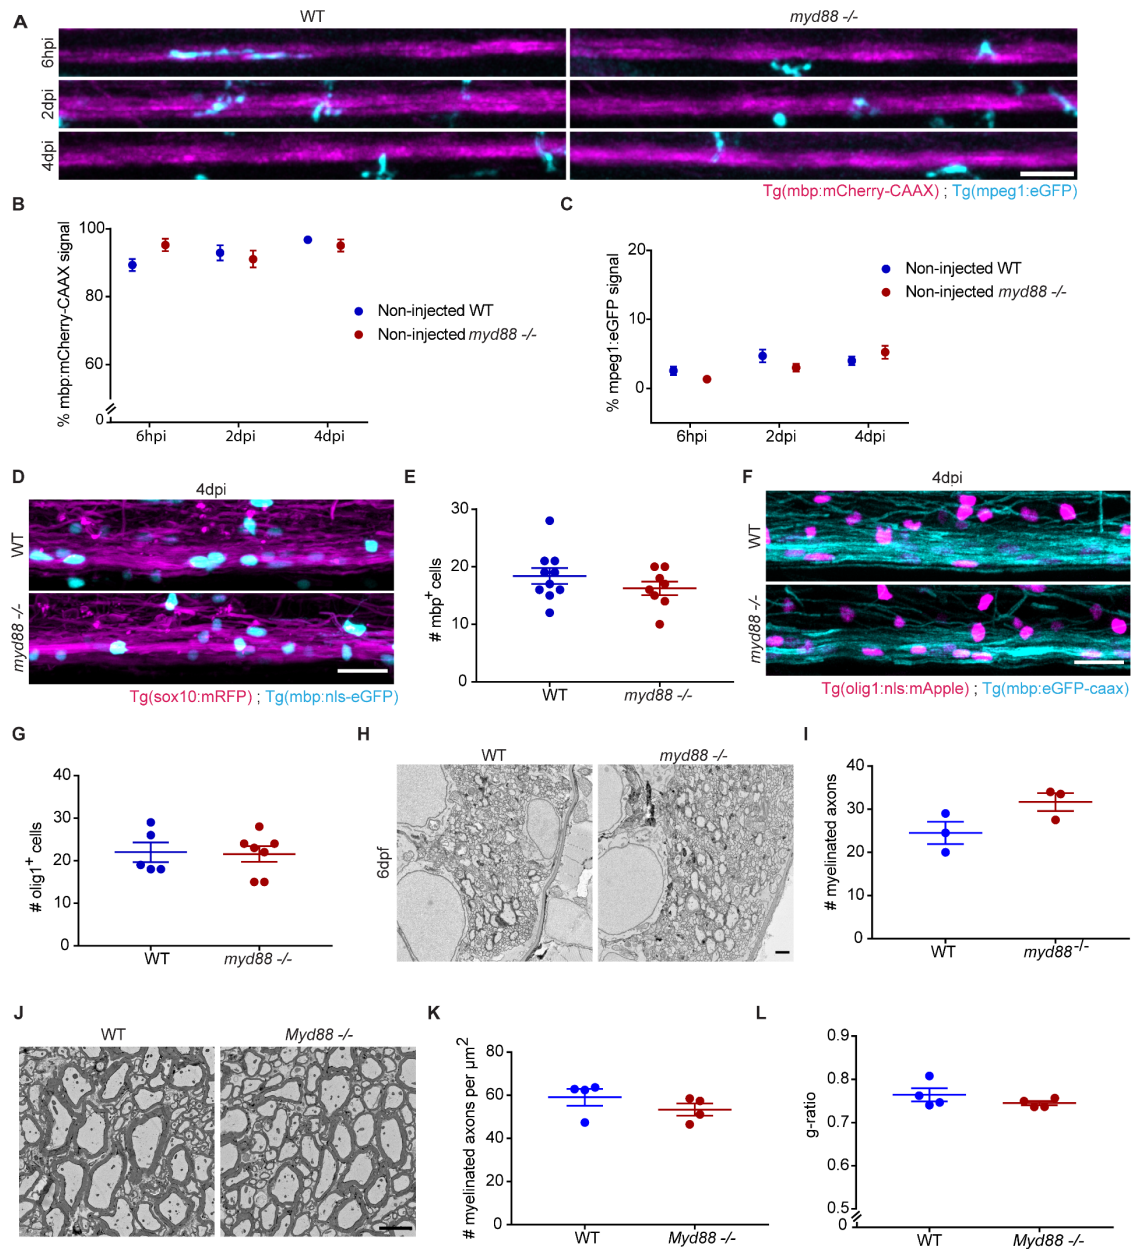 A
WT
myd88 -/-
6hpi
2dpi
4dpi
Tg(mbp:mCherry-CAAX) ; Tg(mpeg1:eGFP)
B
% mbp:mCherry-CAAX signal
100
80
60
0
6hpi
2dpi
4dpi
Non-injected WT
Non-injected myd88 -/-
C
% mpeg1:eGFP signal
20
10
0
6hpi
2dpi
4dpi
Non-injected WT
Non-injected myd88 -/-
D
4dpi
WT
myd88 -/-
Tg(sox10:mRFP) ; Tg(mbp:nls-eGFP)
E
# mbp+ cells
30
20
10
0
WT
myd88 -/-
F
4dpi
WT
myd88 -/-
Tg(olig1:nls:mApple) ; Tg(mbp:eGFP-caax)
G
# olig1+ cells
40
30
20
10
0
WT
myd88 -/-
H
WT
myd88 -/-
6dpf
I
# myelinated axons
40
30
20
10
0
WT
myd88-/-
J
WT
Myd88 -/-
K
# myelinated axons per µm2
80
60
40
20
0
WT
Myd88 -/-
L
g-ratio
0.9
0.8
0.7
0.6
0.5
0
WT
Myd88 -/-